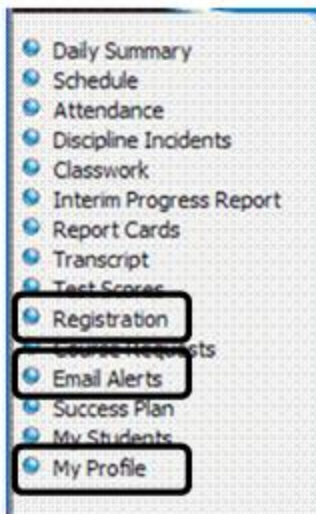 Daily Summary
Schedule
Attendance
Discipline Incidents
Classwork
Interim Progress Report
Report Cards
Transcript
Test Scores
Registration
Course Requests
Email Alerts
Success Plan
My Students
My Profile